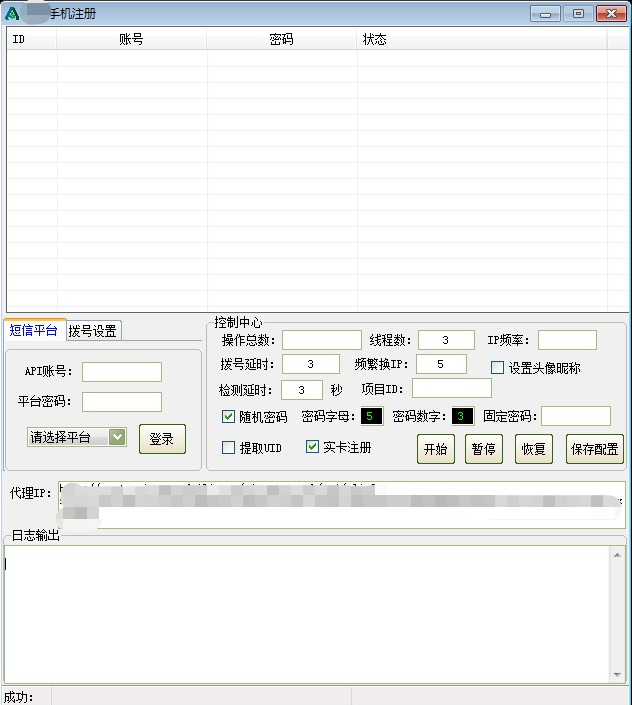 手机注册
ID 账号 密码 状态
短信平台 拨号设置
API账号:
平台密码:
请选择平台 登录
控制中心
操作总数: 线程数: 3 IP频率:
拨号延时: 3 频繁换IP: 5 设置头像昵称
检测延时: 3 秒 项目ID:
随机密码 密码字母: 5 密码数字: 3 固定密码:
提取UID 实卡注册 开始 暂停 恢复 保存配置
代理IP:
日志输出
成功: